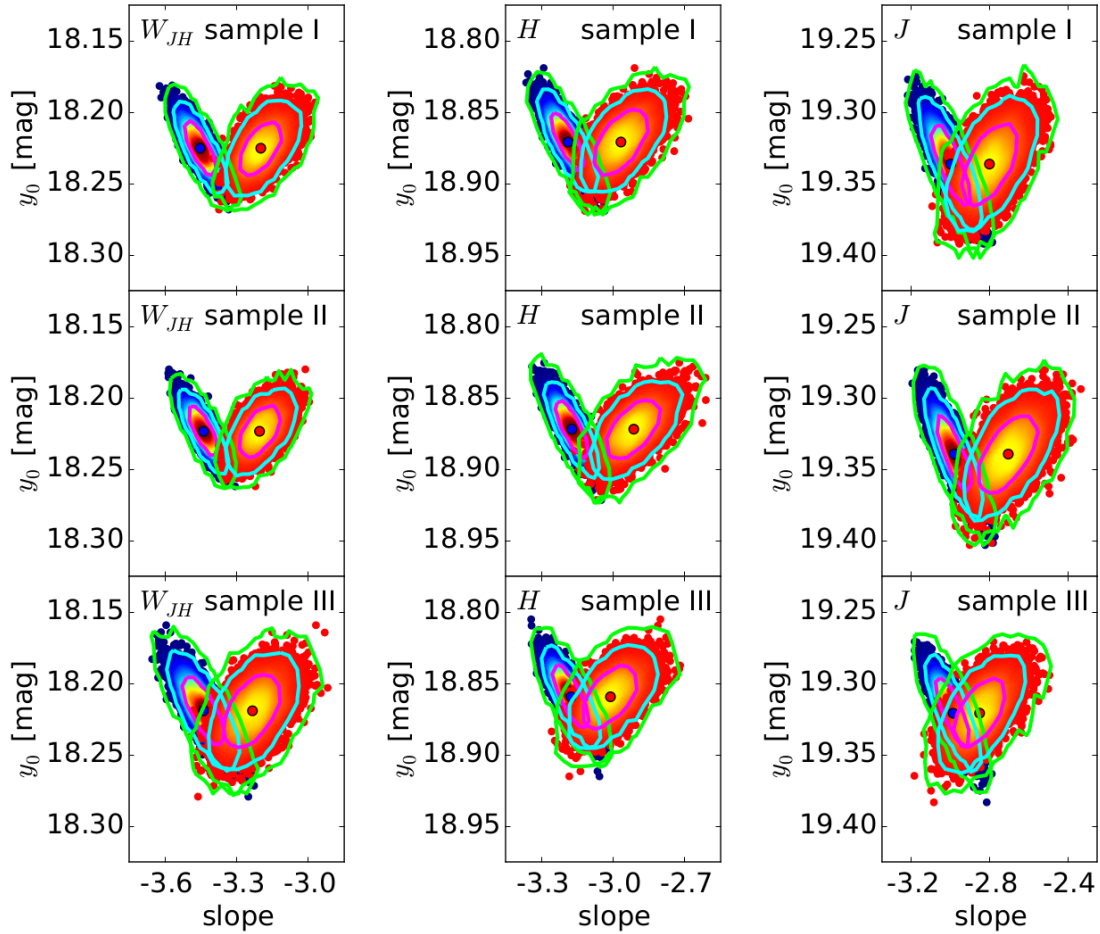 W_{JH} sample I
H sample I
J sample I
y_0 [mag]
18.15
18.20
18.25
18.30
y_0 [mag]
18.80
18.85
18.90
18.95
y_0 [mag]
19.25
19.30
19.35
19.40
W_{JH} sample II
H sample II
J sample II
y_0 [mag]
18.15
18.20
18.25
18.30
y_0 [mag]
18.80
18.85
18.90
18.95
y_0 [mag]
19.25
19.30
19.35
19.40
W_{JH} sample III
H sample III
J sample III
y_0 [mag]
18.15
18.20
18.25
18.30
y_0 [mag]
18.80
18.85
18.90
18.95
y_0 [mag]
19.25
19.30
19.35
19.40
-3.6 -3.3 -3.0
-3.3 -3.0 -2.7
-3.2 -2.8 -2.4
slope
slope
slope